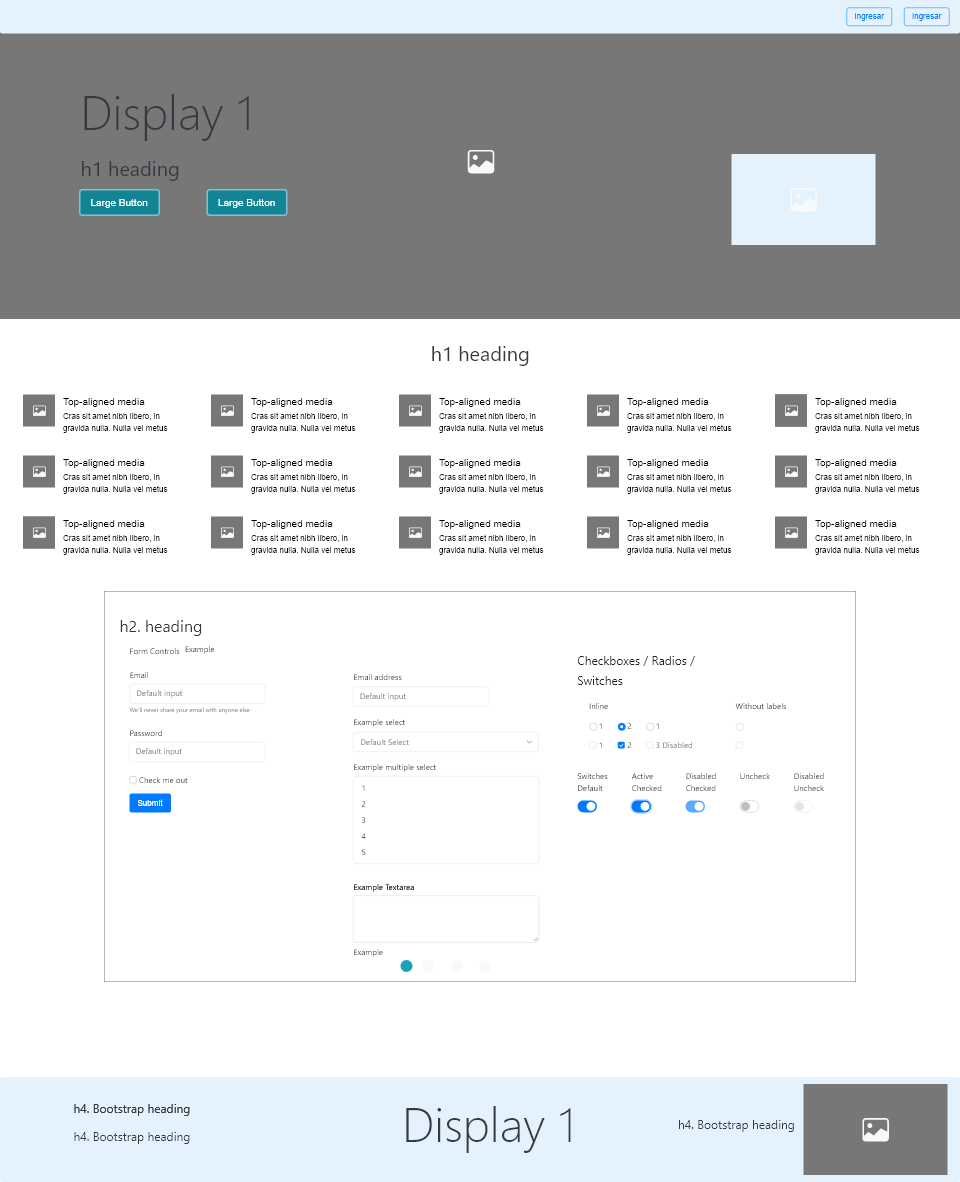 Ingresar
Ingresar
Display 1
h1 heading
Large Button
Large Button
h1 heading
Top-aligned media
Cras sit amet nibh libero, in
gravida nulla. Nulla vel metus
Top-aligned media
Cras sit amet nibh libero, in
gravida nulla. Nulla vel metus
Top-aligned media
Cras sit amet nibh libero, in
gravida nulla. Nulla vel metus
Top-aligned media
Cras sit amet nibh libero, in
gravida nulla. Nulla vel metus
Top-aligned media
Cras sit amet nibh libero, in
gravida nulla. Nulla vel metus
Top-aligned media
Cras sit amet nibh libero, in
gravida nulla. Nulla vel metus
Top-aligned media
Cras sit amet nibh libero, in
gravida nulla. Nulla vel metus
Top-aligned media
Cras sit amet nibh libero, in
gravida nulla. Nulla vel metus
Top-aligned media
Cras sit amet nibh libero, in
gravida nulla. Nulla vel metus
Top-aligned media
Cras sit amet nibh libero, in
gravida nulla. Nulla vel metus
Top-aligned media
Cras sit amet nibh libero, in
gravida nulla. Nulla vel metus
Top-aligned media
Cras sit amet nibh libero, in
gravida nulla. Nulla vel metus
Top-aligned media
Cras sit amet nibh libero, in
gravida nulla. Nulla vel metus
Top-aligned media
Cras sit amet nibh libero, in
gravida nulla. Nulla vel metus
Top-aligned media
Cras sit amet nibh libero, in
gravida nulla. Nulla vel metus
h2. heading
Form Controls
Example
Email
Default input
We'll never share your email with anyone else
Password
Default input
Check me out
Submit
Email address
Default input
Example select
Default Select
Example multiple select
1
2
3
4
5
Example Textarea
Example
Checkboxes / Radios /
Switches
Inline
Without labels
1 2 1
1 2 3 Disabled
Switches
Default
Active
Checked
Disabled
Checked
Uncheck
Disabled
Uncheck
h4. Bootstrap heading
h4. Bootstrap heading
Display 1
h4. Bootstrap heading